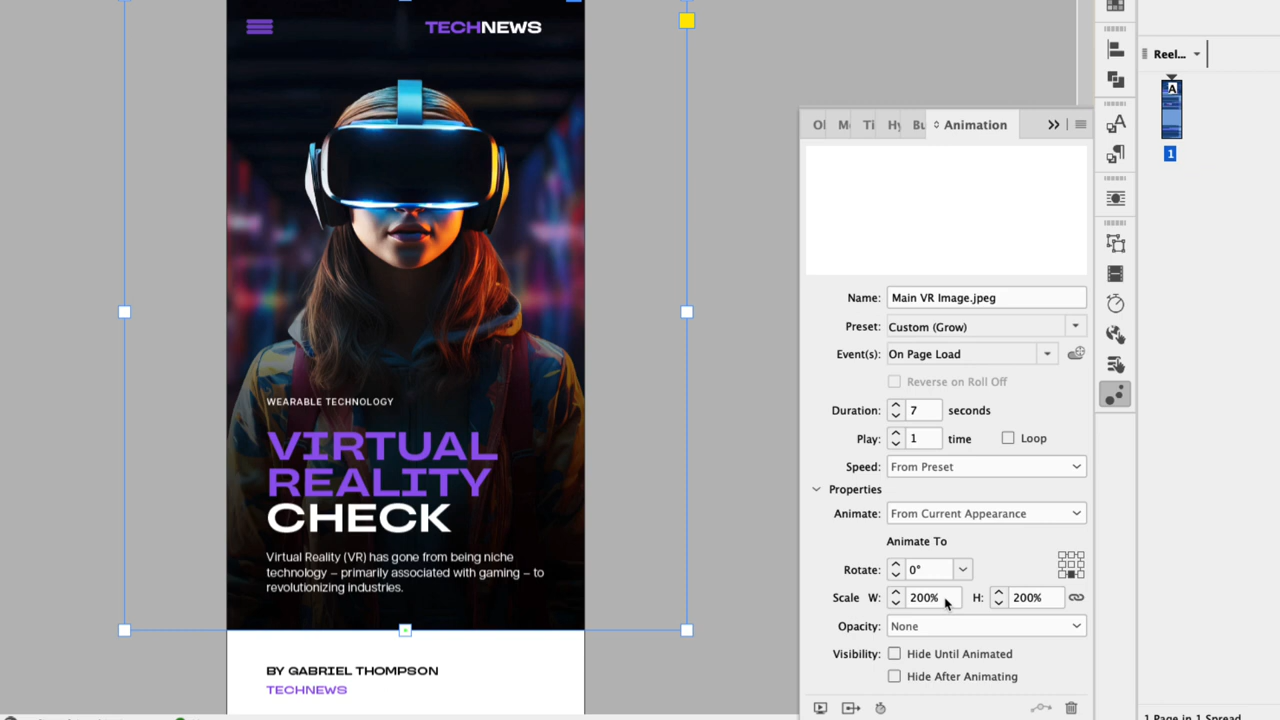 TECHNEWS
WEARABLE TECHNOLOGY
VIRTUAL
REALITY
CHECK
Virtual Reality (VR) has gone from being niche
technology – primarily associated with gaming – to
revolutionizing industries.
BY GABRIEL THOMPSON
TECHNEWS
Ti
Animation
Name: Main VR Image.jpeg
Preset: Custom (Grow)
Event(s): On Page Load
Reverse on Roll Off
Duration: 7 seconds
Play: 1 time Loop
Speed: From Preset
Properties
Animate: From Current Appearance
Animate To
Rotate: 0°
Scale W: 200% H: 200%
Opacity: None
Visibility: Hide Until Animated
Hide After Animating
Reel...
A
1
1 Page in 1 Spread